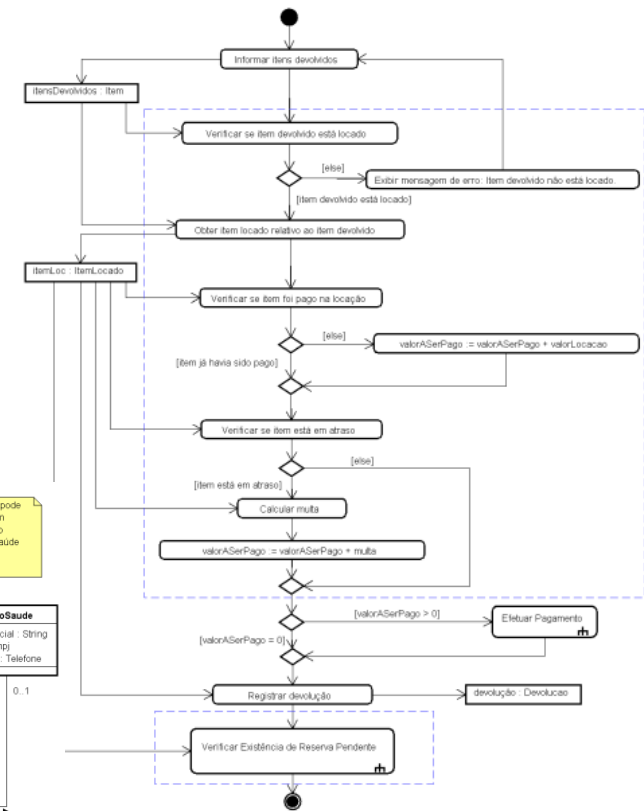 Informar itens devolvidos
itensDevolvidos : Item
Verificar se item devolvido está locado
[else]
Exibir mensagem de erro: Item devolvido não está locado.
[item devolvido está locado]
Obter item locado relativo ao item devolvido
itemLoc : ItemLocado
Verificar se item foi pago na locação
[else]
valorASerPago := valorASerPago + valorLocacao
[item já havia sido pago]
Verificar se item está em atraso
[else]
[item está em atraso]
Calcular multa
pode
valorASerPago := valorASerPago + multa
[valorASerPago > 0]
Efetuar Pagamento
cial : String
: Telefone
[valorASerPago = 0]
0..1
Registrar devolução
devolução : Devolucao
Verificar Existência de Reserva Pendente